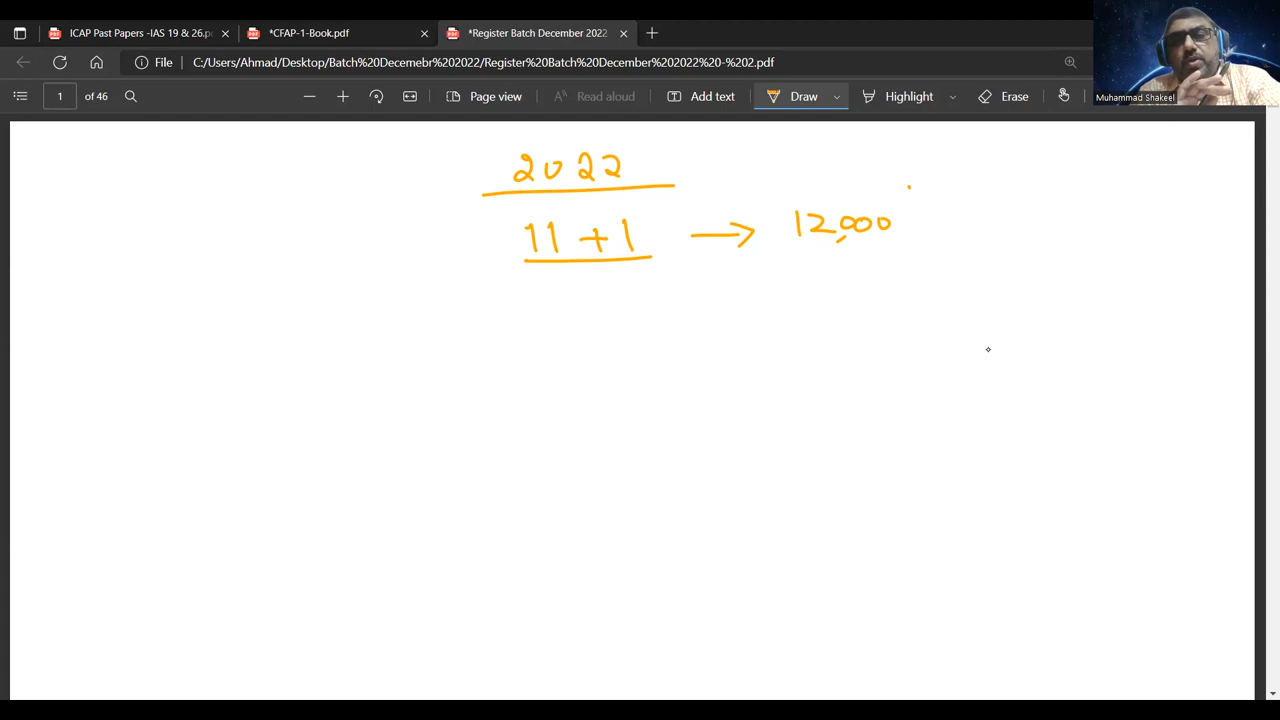 ICAP Past Papers -IAS 19 & 26.p
*CFAP-1-Book.pdf
*Register Batch December 2022
File
C:/Users/Ahmad/Desktop/Batch%20Decemebr%202022/Register%20Batch%20December%202022%20-%202.pdf
1 of 46
Page view
Read aloud
Add text
Draw
Highlight
Erase
Muhammad Shakeel
2022
11 + 1 → 12,000